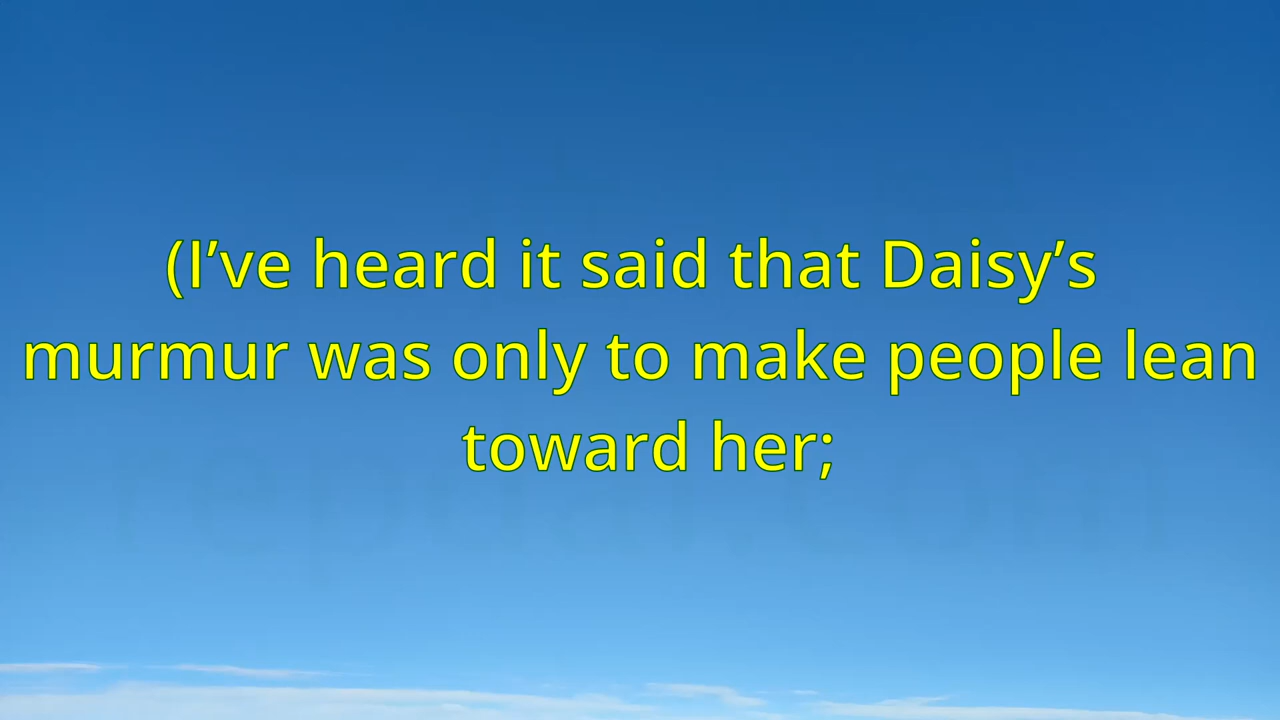 (I’ve heard it said that Daisy’s
murmur was only to make people lean
toward her;